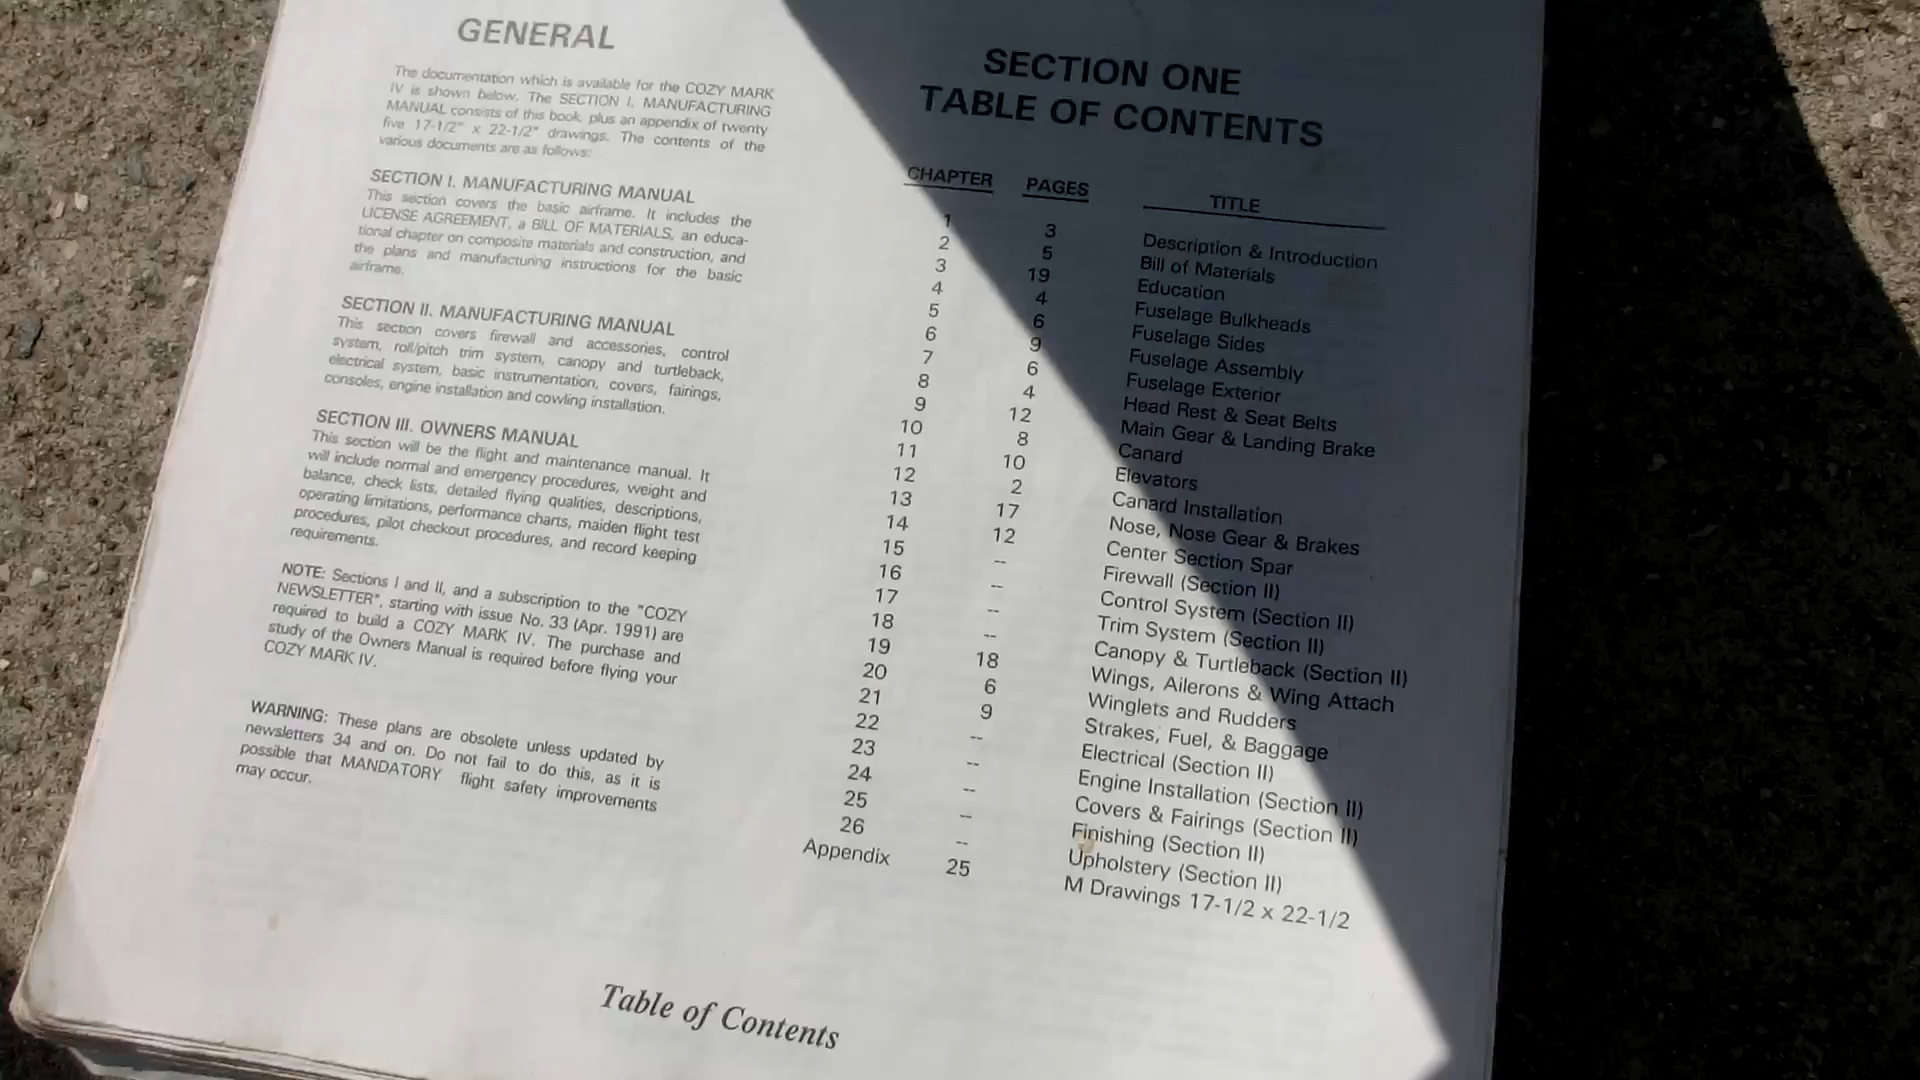 GENERAL
The documentation which is available for the COZY MARK
IV is shown below. The SECTION I. MANUFACTURING
MANUAL consists of this book, plus an appendix of twenty
five 17-1/2" x 22-1/2" drawings. The contents of the
various documents are as follows:
SECTION I. MANUFACTURING MANUAL
This section covers the basic airframe. It includes the
LICENSE AGREEMENT, a BILL OF MATERIALS, an educa-
tional chapter on composite materials and construction, and
the plans and manufacturing instructions for the basic
airframe.
SECTION II. MANUFACTURING MANUAL
This section covers firewall and accessories, control
system, roll/pitch trim system, canopy and turtleback,
electrical system, basic instrumentation, covers, fairings,
consoles, engine installation and cowling installation.
SECTION III. OWNERS MANUAL
This section will be the flight and maintenance manual. It
will include normal and emergency procedures, weight and
balance, check lists, detailed flying qualities, descriptions,
operating limitations, performance charts, maiden flight test
procedures, pilot checkout procedures, and record keeping
requirements.
NOTE: Sections I and II, and a subscription to the "COZY
NEWSLETTER", starting with issue No. 33 (Apr. 1991) are
required to build a COZY MARK IV. The purchase and
study of the Owners Manual is required before flying your
COZY MARK IV.
WARNING: These plans are obsolete unless updated by
newsletters 34 and on. Do not fail to do this, as it is
possible that MANDATORY flight safety improvements
may occur.
SECTION ONE
TABLE OF CONTENTS
CHAPTER PAGES TITLE
1 3 Description & Introduction
2 5 Bill of Materials
3 19 Education
4 4 Fuselage Bulkheads
5 6 Fuselage Sides
6 9 Fuselage Assembly
7 6 Fuselage Exterior
8 4 Head Rest & Seat Belts
9 12 Main Gear & Landing Brake
10 8 Canard
11 10 Elevators
12 2 Canard Installation
13 17 Nose, Nose Gear & Brakes
14 12 Center Section Spar
15 -- Firewall (Section II)
16 -- Control System (Section II)
17 -- Trim System (Section II)
18 -- Canopy & Turtleback (Section II)
19 18 Wings, Ailerons & Wing Attach
20 6 Winglets and Rudders
21 9 Strakes, Fuel, & Baggage
22 -- Electrical (Section II)
23 -- Engine Installation (Section II)
24 -- Covers & Fairings (Section II)
25 -- Finishing (Section II)
26 -- Upholstery (Section II)
Appendix 25 M Drawings 17-1/2 x 22-1/2
Table of Contents